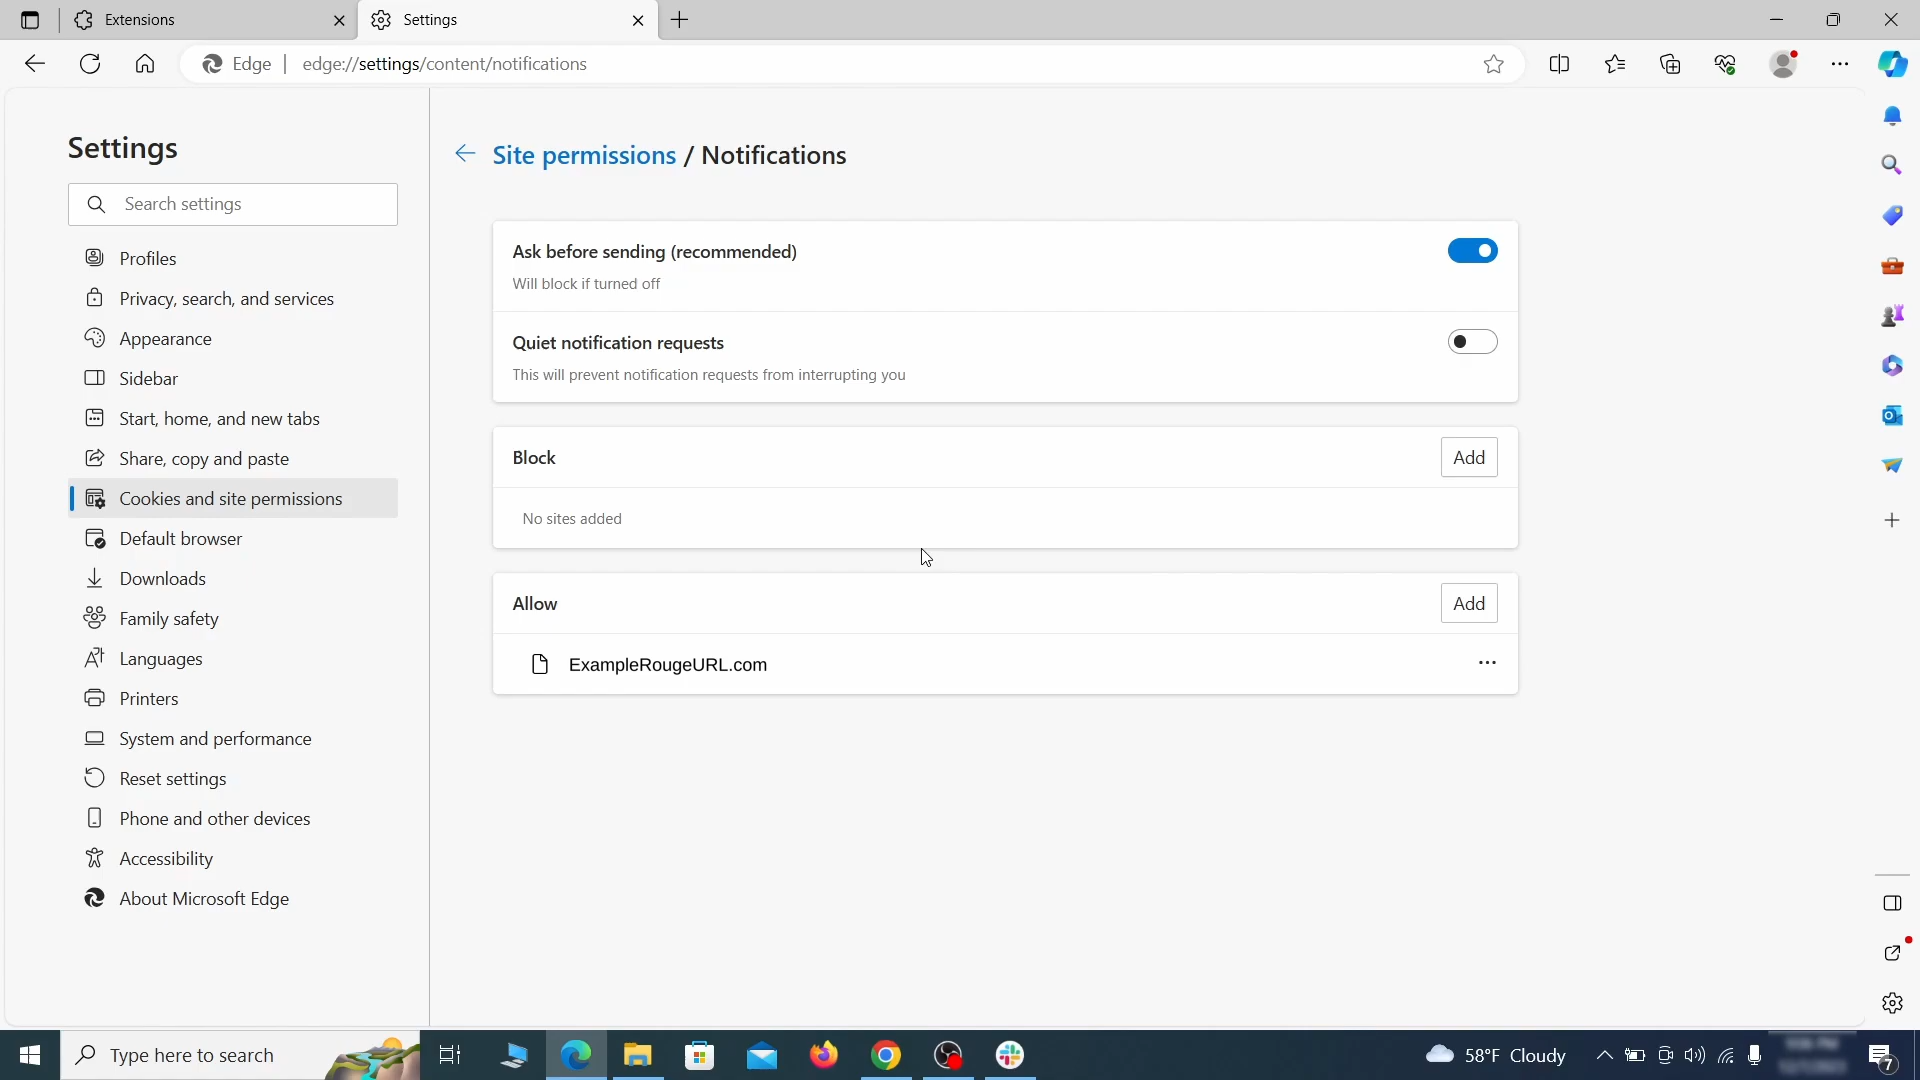 Extensions
Settings
Edge
edge://settings/content/notifications
Settings
Search settings
Profiles
Privacy, search, and services
Appearance
Sidebar
Start, home, and new tabs
Share, copy and paste
Cookies and site permissions
Default browser
Downloads
Family safety
Languages
Printers
System and performance
Reset settings
Phone and other devices
Accessibility
About Microsoft Edge
Site permissions / Notifications
Ask before sending (recommended)
Will block if turned off
Quiet notification requests
This will prevent notification requests from interrupting you
Block
Add
No sites added
Allow
Add
ExampleRougeURL.com
Type here to search
58°F Cloudy
7